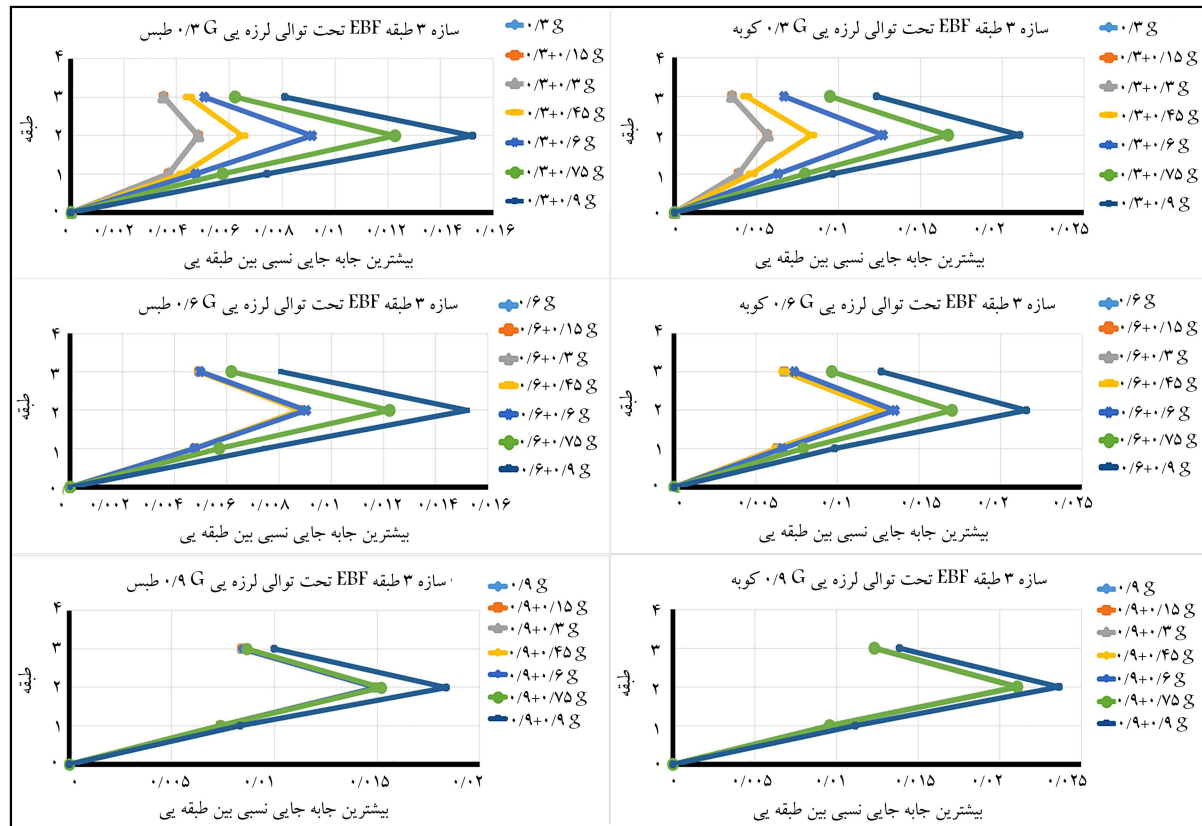 سازه ۳ طبقه EBF تحت توالی لرزه یی ۰/۳ G طبس
۰/۳ g
۰/۳+۰/۱۵ g
۰/۳+۰/۳ g
۰/۳+۰/۴۵ g
۰/۳+۰/۶ g
۰/۳+۰/۷۵ g
۰/۳+۰/۹ g
طبقه
۴
۳
۲
۱
۰
۰ ۰/۰۰۲ ۰/۰۰۴ ۰/۰۰۶ ۰/۰۰۸ ۰/۰۱ ۰/۰۱۲ ۰/۰۱۴ ۰/۰۱۶
بیشترین جابه جایی نسبی بین طبقه یی
سازه ۳ طبقه EBF تحت توالی لرزه یی ۰/۳ G کوبه
۰/۳ g
۰/۳+۰/۱۵ g
۰/۳+۰/۳ g
۰/۳+۰/۴۵ g
۰/۳+۰/۶ g
۰/۳+۰/۷۵ g
۰/۳+۰/۹ g
طبقه
۴
۳
۲
۱
۰
۰ ۰/۰۰۵ ۰/۰۱ ۰/۰۱۵ ۰/۰۲ ۰/۰۲۵
بیشترین جابه جایی نسبی بین طبقه یی
سازه ۳ طبقه EBF تحت توالی لرزه یی ۰/۶ G طبس
۰/۶ g
۰/۶+۰/۱۵ g
۰/۶+۰/۳ g
۰/۶+۰/۴۵ g
۰/۶+۰/۶ g
۰/۶+۰/۷۵ g
۰/۶+۰/۹ g
طبقه
۴
۳
۲
۱
۰
۰ ۰/۰۰۲ ۰/۰۰۴ ۰/۰۰۶ ۰/۰۰۸ ۰/۰۱ ۰/۰۱۲ ۰/۰۱۴ ۰/۰۱۶
بیشترین جابه جایی نسبی بین طبقه یی
سازه ۳ طبقه EBF تحت توالی لرزه یی ۰/۶ G کوبه
۰/۶ g
۰/۶+۰/۱۵ g
۰/۶+۰/۳ g
۰/۶+۰/۴۵ g
۰/۶+۰/۶ g
۰/۶+۰/۷۵ g
۰/۶+۰/۹ g
طبقه
۴
۳
۲
۱
۰
۰ ۰/۰۰۵ ۰/۰۱ ۰/۰۱۵ ۰/۰۲ ۰/۰۲۵
بیشترین جابه جایی نسبی بین طبقه یی
سازه ۳ طبقه EBF تحت توالی لرزه یی ۰/۹ G طبس
۰/۹ g
۰/۹+۰/۱۵ g
۰/۹+۰/۳ g
۰/۹+۰/۴۵ g
۰/۹+۰/۶ g
۰/۹+۰/۷۵ g
۰/۹+۰/۹ g
طبقه
۴
۳
۲
۱
۰
۰ ۰/۰۰۵ ۰/۰۱ ۰/۰۱۵ ۰/۰۲
بیشترین جابه جایی نسبی بین طبقه یی
سازه ۳ طبقه EBF تحت توالی لرزه یی ۰/۹ G کوبه
۰/۹ g
۰/۹+۰/۱۵ g
۰/۹+۰/۳ g
۰/۹+۰/۴۵ g
۰/۹+۰/۶ g
۰/۹+۰/۷۵ g
۰/۹+۰/۹ g
طبقه
۴
۳
۲
۱
۰
۰ ۰/۰۰۵ ۰/۰۱ ۰/۰۱۵ ۰/۰۲ ۰/۰۲۵
بیشترین جابه جایی نسبی بین طبقه یی